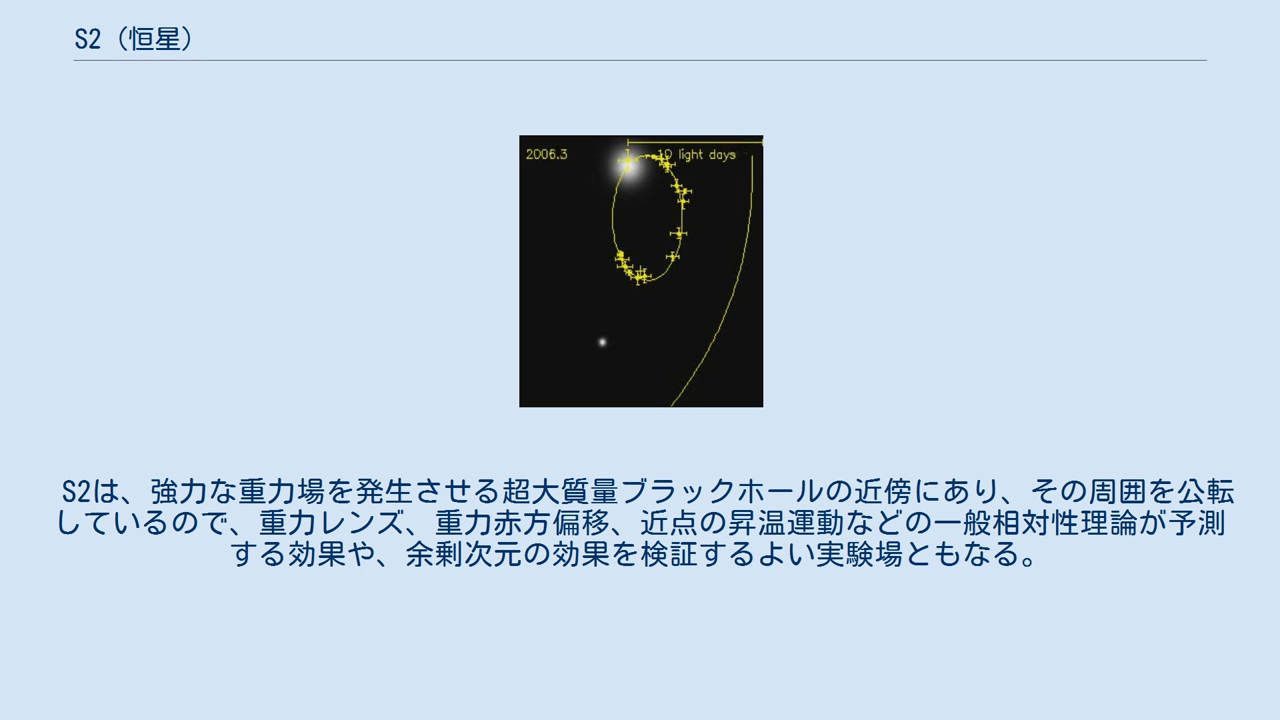 S2（恒星）
2006.3
10 light days
S2は、強力な重力場を発生させる超大質量ブラックホールの近傍にあり、その周囲を公転
しているので、重力レンズ、重力赤方偏移、近点の昇温運動などの一般相対性理論が予測
する効果や、余剰次元の効果を検証するよい実験場ともなる。